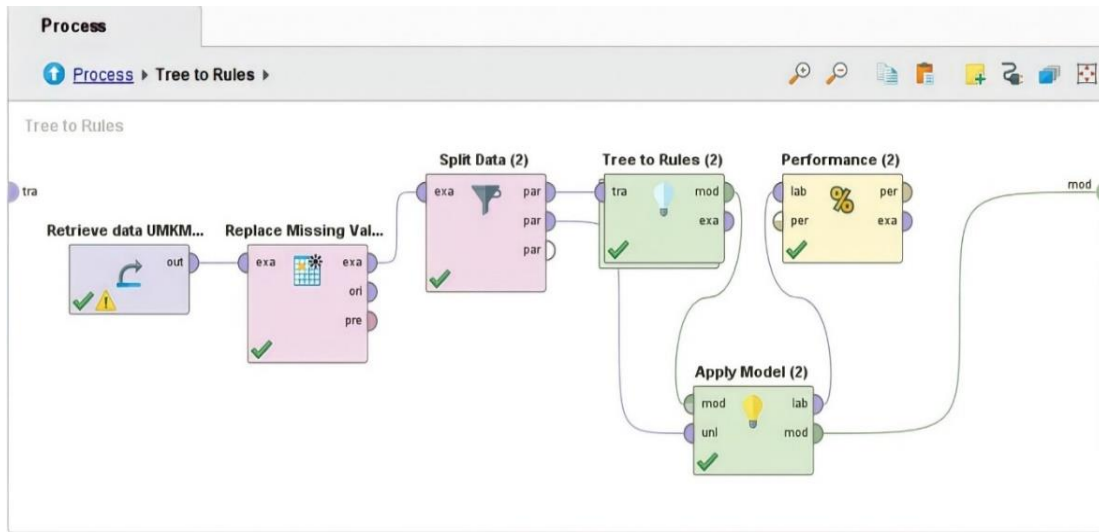 Process
Process ▸ Tree to Rules ▸
Tree to Rules
tra
mod
Retrieve data UMKM...
out
Replace Missing Val...
exa exa
ori
pre
Split Data (2)
exa par
par
par
Tree to Rules (2)
tra mod
exa
Performance (2)
lab per
per exa
%
Apply Model (2)
mod lab
unl mod